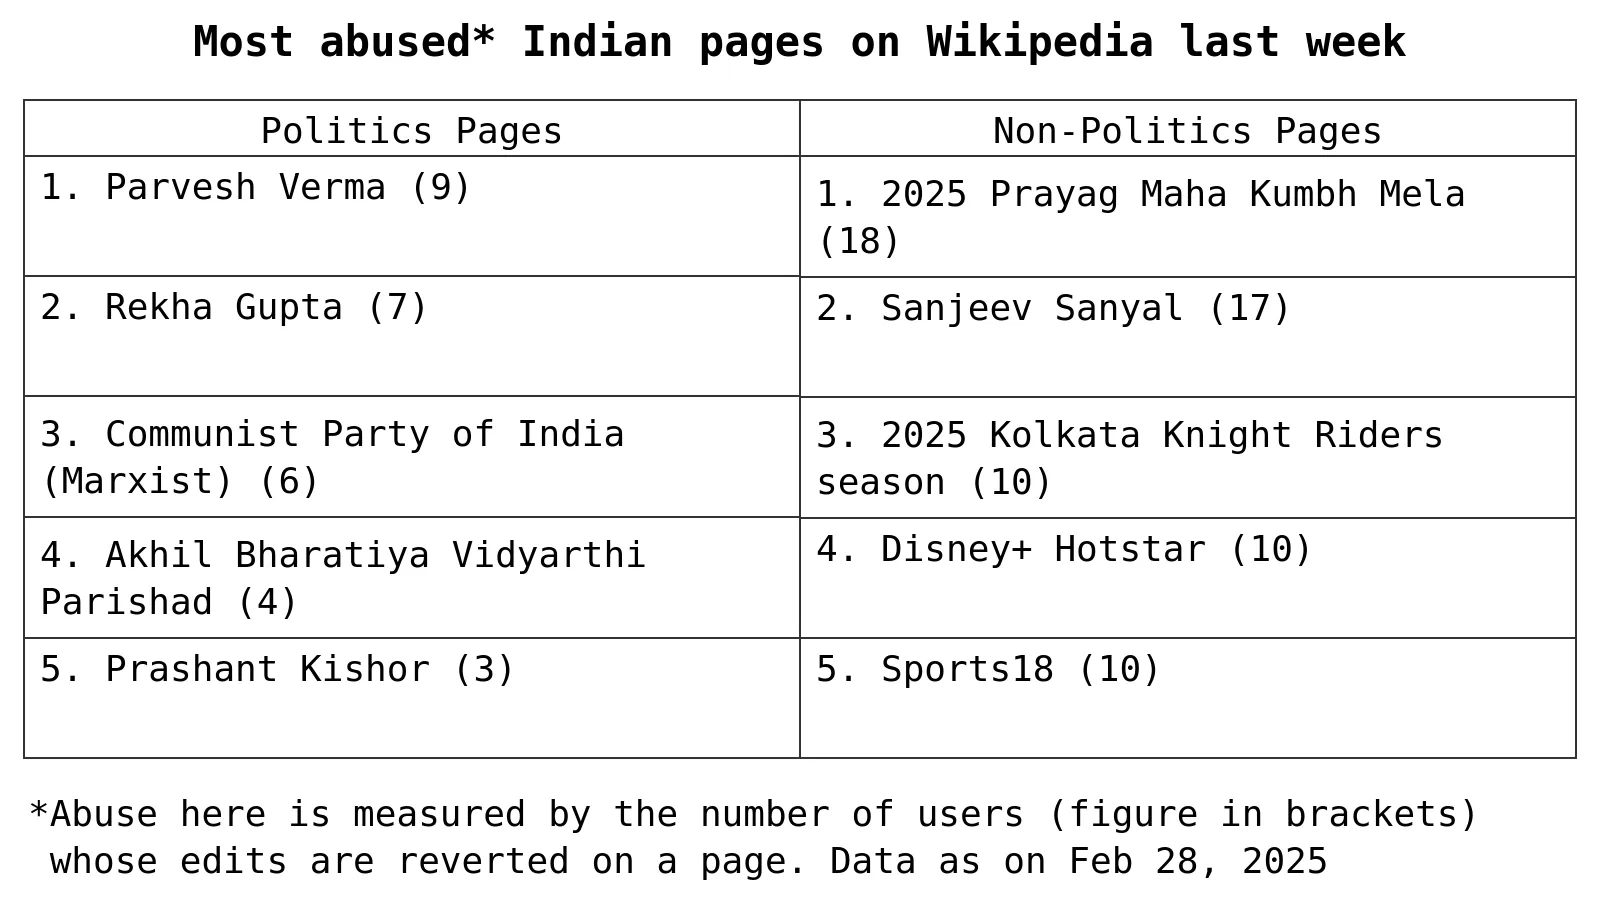 Most abused* Indian pages on Wikipedia last week
Politics Pages
Non-Politics Pages
1. Parvesh Verma (9)
1. 2025 Prayag Maha Kumbh Mela
(18)
2. Rekha Gupta (7)
2. Sanjeev Sanyal (17)
3. Communist Party of India
(Marxist) (6)
3. 2025 Kolkata Knight Riders
season (10)
4. Akhil Bharatiya Vidyarthi
Parishad (4)
4. Disney+ Hotstar (10)
5. Prashant Kishor (3)
5. Sports18 (10)
*Abuse here is measured by the number of users (figure in brackets)
whose edits are reverted on a page. Data as on Feb 28, 2025